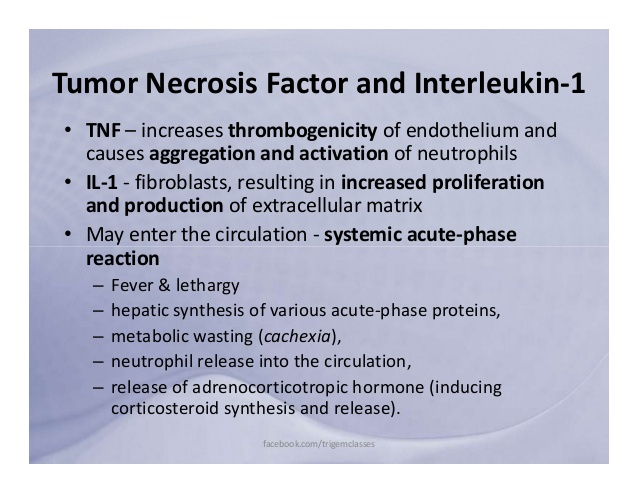 Tumor Necrosis Factor and Interleukin-1
• TNF – increases thrombogenicity of endothelium and
causes aggregation and activation of neutrophils
• IL-1 - fibroblasts, resulting in increased proliferation
and production of extracellular matrix
• May enter the circulation - systemic acute-phase
reaction
– Fever & lethargy
– hepatic synthesis of various acute-phase proteins,
– metabolic wasting (cachexia),
– neutrophil release into the circulation,
– release of adrenocorticotropic hormone (inducing
corticosteroid synthesis and release).
facebook.com/trigemclasses